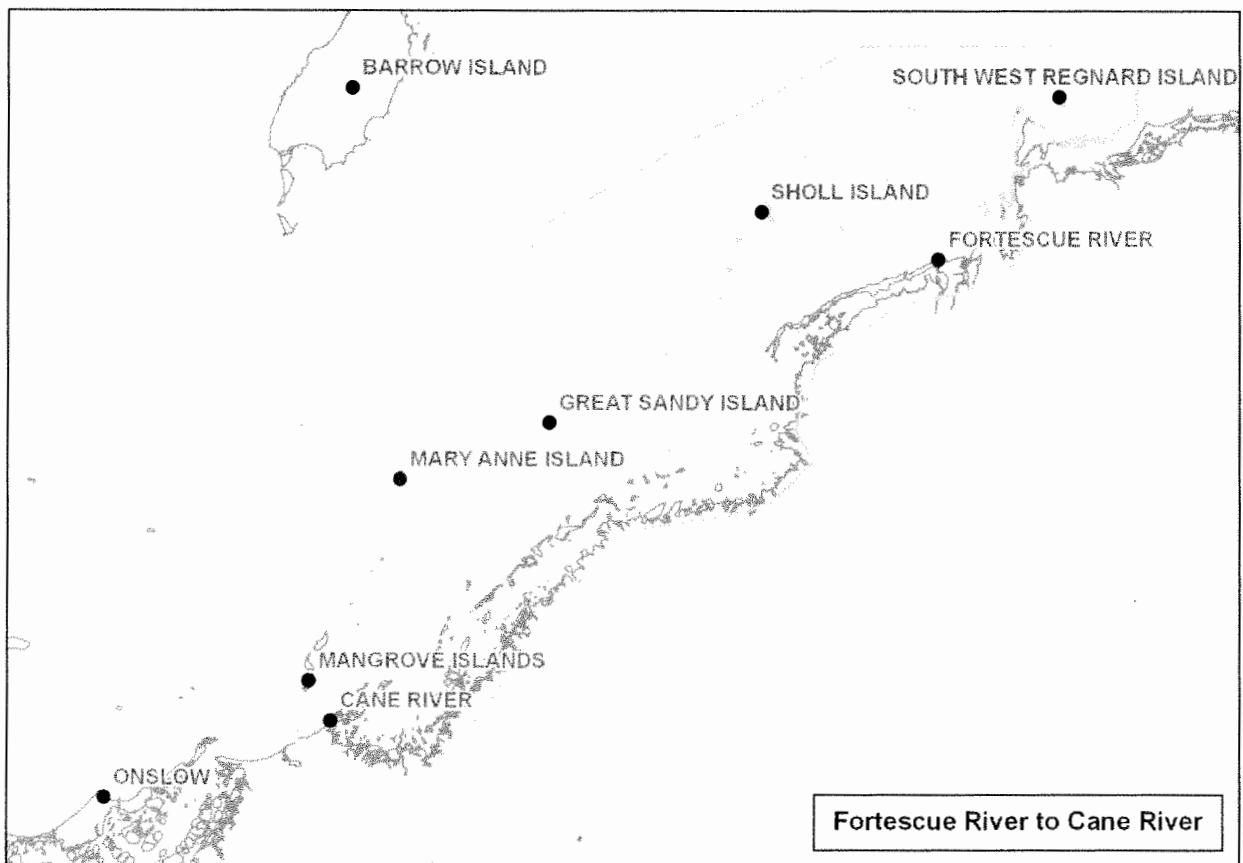 BARROW ISLAND
SOUTH WEST REGNARD ISLAND
SHOLL ISLAND
FORTESCUE RIVER
GREAT SANDY ISLAND
MARY ANNE ISLAND
MANGROVE ISLANDS
CANE RIVER
ONSLOW
Fortescue River to Cane River